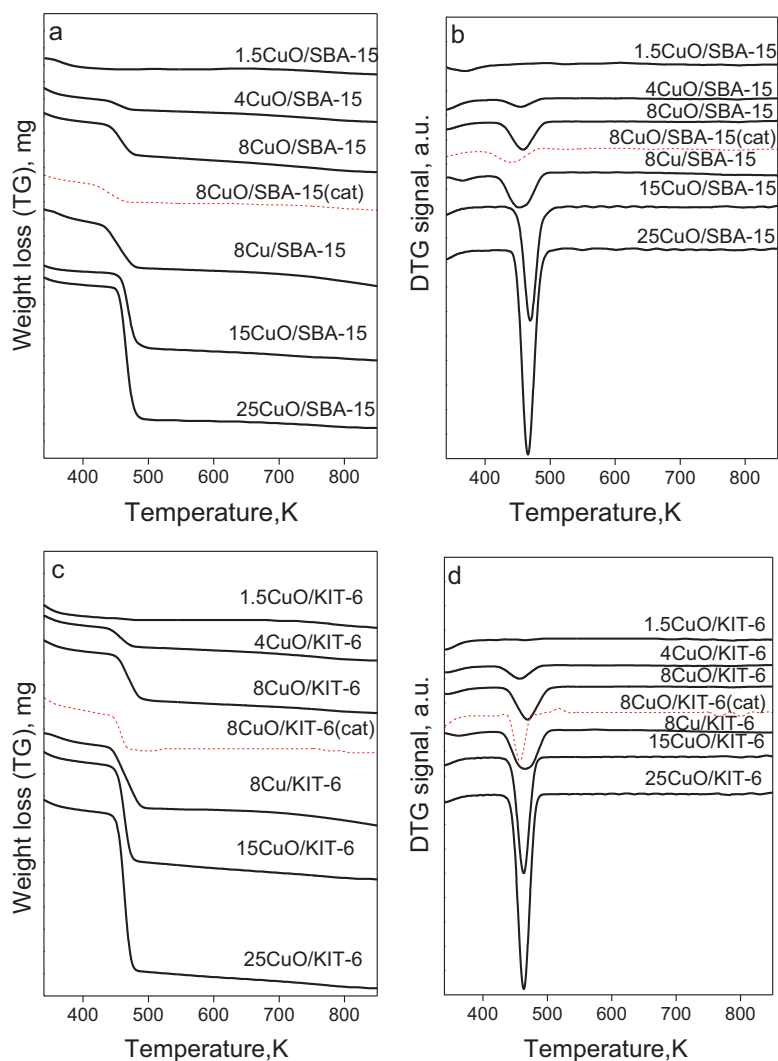 a
1.5CuO/SBA-15
4CuO/SBA-15
8CuO/SBA-15
8CuO/SBA-15(cat)
8Cu/SBA-15
15CuO/SBA-15
25CuO/SBA-15
Weight loss (TG), mg
400 500 600 700 800
Temperature,K
b
1.5CuO/SBA-15
4CuO/SBA-15
8CuO/SBA-15
8CuO/SBA-15(cat)
8Cu/SBA-15
15CuO/SBA-15
25CuO/SBA-15
DTG signal, a.u.
400 500 600 700 800
Temperature,K
c
1.5CuO/KIT-6
4CuO/KIT-6
8CuO/KIT-6
8CuO/KIT-6(cat)
8Cu/KIT-6
15CuO/KIT-6
25CuO/KIT-6
Weight loss (TG), mg
400 500 600 700 800
Temperature,K
d
1.5CuO/KIT-6
4CuO/KIT-6
8CuO/KIT-6
8CuO/KIT-6(cat)
8Cu/KIT-6
15CuO/KIT-6
25CuO/KIT-6
DTG signal, a.u.
400 500 600 700 800
Temperature,K